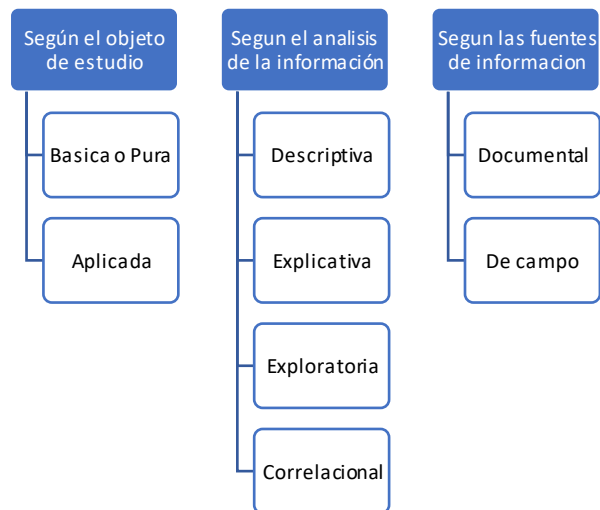 Según el objeto
de estudio
Basica o Pura
Aplicada
Segun el analisis
de la información
Descriptiva
Explicativa
Exploratoria
Correlacional
Segun las fuentes
de informacion
Documental
De campo